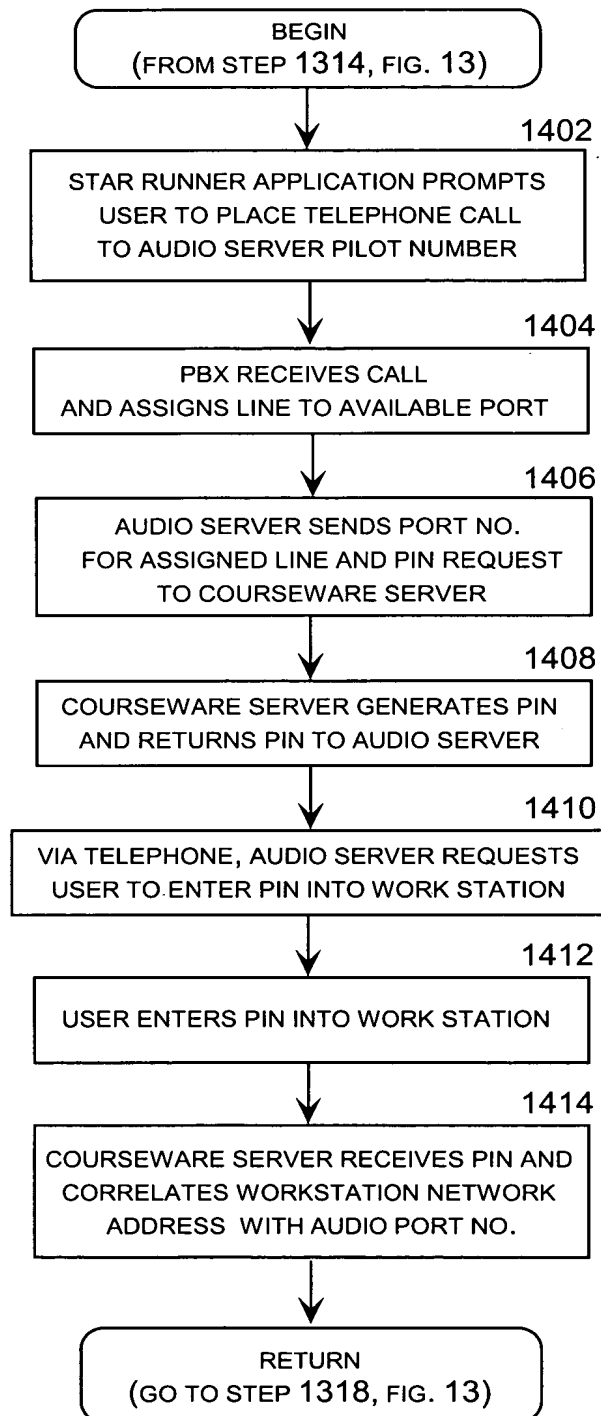 BEGIN
(FROM STEP 1314, FIG. 13)
1402
STAR RUNNER APPLICATION PROMPTS
USER TO PLACE TELEPHONE CALL
TO AUDIO SERVER PILOT NUMBER
1404
PBX RECEIVES CALL
AND ASSIGNS LINE TO AVAILABLE PORT
1406
AUDIO SERVER SENDS PORT NO.
FOR ASSIGNED LINE AND PIN REQUEST
TO COURSEWARE SERVER
1408
COURSEWARE SERVER GENERATES PIN
AND RETURNS PIN TO AUDIO SERVER
1410
VIA TELEPHONE, AUDIO SERVER REQUESTS
USER TO ENTER PIN INTO WORK STATION
1412
USER ENTERS PIN INTO WORK STATION
1414
COURSEWARE SERVER RECEIVES PIN AND
CORRELATES WORKSTATION NETWORK
ADDRESS WITH AUDIO PORT NO.
RETURN
(GO TO STEP 1318, FIG. 13)